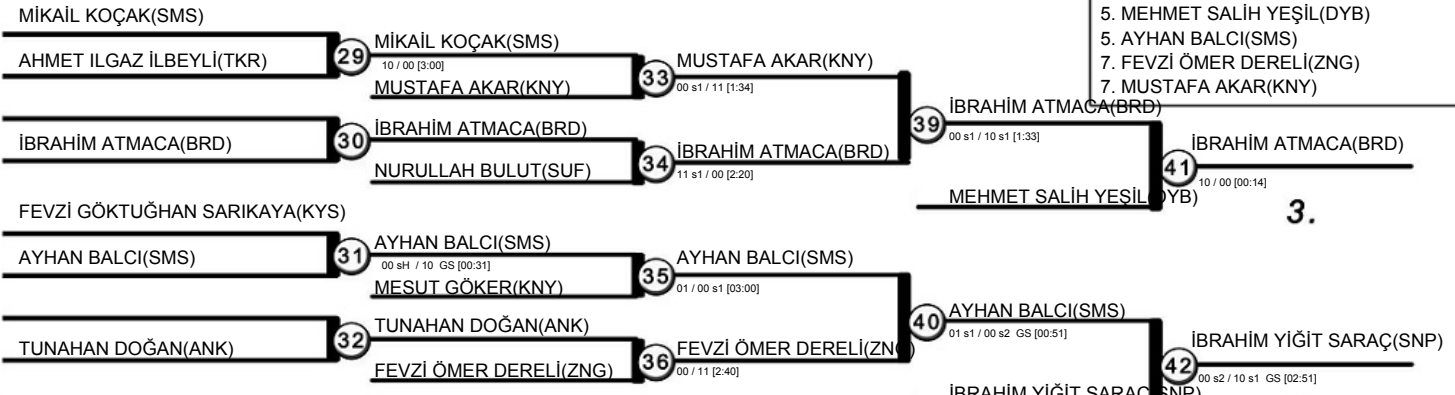 MİKAİL KOÇAK(SMS)
AHMET ILGAZ İLBEYLİ(TKR)
29
MİKAİL KOÇAK(SMS)
10 / 00 [3:00]
MUSTAFA AKAR(KNY)
33
MUSTAFA AKAR(KNY)
00 s1 / 11 [1:34]
İBRAHİM ATMACA(BRD)
30
İBRAHİM ATMACA(BRD)
NURULLAH BULUT(SUF)
34
İBRAHİM ATMACA(BRD)
11 s1 / 00 [2:20]
39
İBRAHİM ATMACA(BRD)
00 s1 / 10 s1 [1:33]
MEHMET SALİH YEŞİL(DYB)
41
İBRAHİM ATMACA(BRD)
10 / 00 [00:14]
3.
5. MEHMET SALİH YEŞİL(DYB)
5. AYHAN BALCI(SMS)
7. FEVZİ ÖMER DERELİ(ZNG)
7. MUSTAFA AKAR(KNY)
FEVZİ GÖKTUĞHAN SARIKAYA(KYS)
AYHAN BALCI(SMS)
31
AYHAN BALCI(SMS)
00 sH / 10 GS [00:31]
MESUT GÖKER(KNY)
35
AYHAN BALCI(SMS)
01 / 00 s1 [03:00]
TUNAHAN DOĞAN(ANK)
32
TUNAHAN DOĞAN(ANK)
FEVZİ ÖMER DERELİ(ZNG)
36
FEVZİ ÖMER DERELİ(ZNG)
00 / 11 [2:40]
40
AYHAN BALCI(SMS)
01 s1 / 00 s2 GS [00:51]
İBRAHİM YİĞİT SARAÇ(SNP)
42
İBRAHİM YİĞİT SARAÇ(SNP)
00 s2 / 10 s1 GS [02:51]